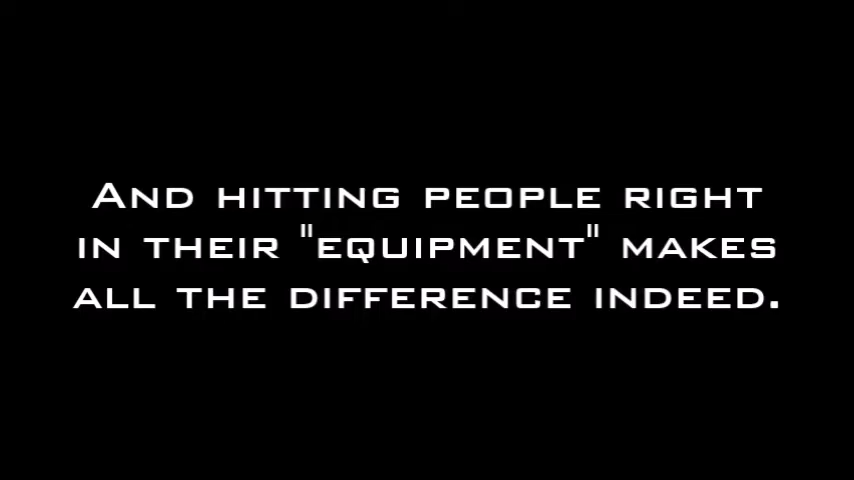 And hitting people right
in their "equipment" makes
all the difference indeed.